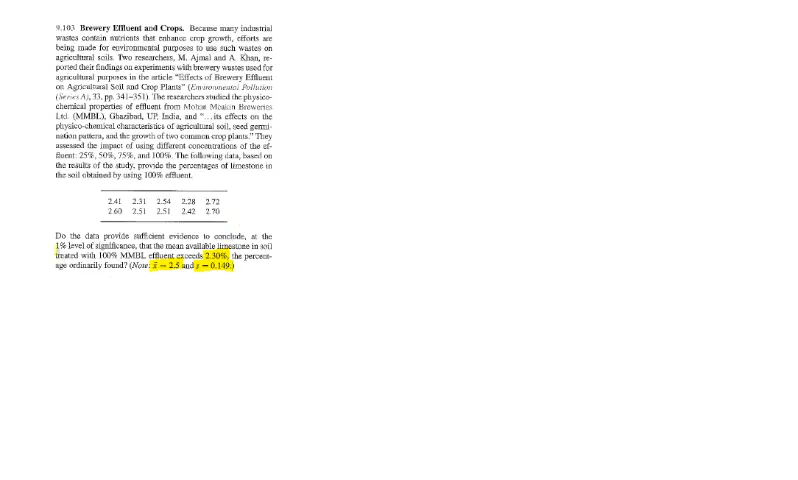 9.103 Brewery Effluent and Crops. Because many industrial
wastes contain nutrients that enhance crop growth, efforts are
being made for environmental purposes to use such wastes on
agricultural soils. Two researchers, M. Ajmal and A. Khan, re-
ported their findings on experiments with brewery wastes used for
agricultural purposes in the article "Effects of Brewery Effluent
on Agricultural Soil and Crop Plants" (Environmental Pollution
(Series A), 33, pp. 341–351). The researchers studied the physico-
chemical properties of effluent from Mohan Meakin Breweries
Ltd. (MMBL), Ghazibad, UP, India, and "…its effects on the
physico-chemical characteristics of agricultural soil, seed germi-
nation pattern, and the growth of two common crop plants." They
assessed the impact of using different concentrations of the ef-
fluent: 25%, 50%, 75%, and 100%. The following data, based on
the results of the study, provide the percentages of limestone in
the soil obtained by using 100% effluent.
2.41 2.31 2.54 2.28 2.72
2.60 2.51 2.51 2.42 2.70
Do the data provide sufficient evidence to conclude, at the
1% level of significance, that the mean available limestone in soil
treated with 100% MMBL effluent exceeds 2.30%, the percent-
age ordinarily found? (Note: x̄ = 2.5 and s = 0.149.)